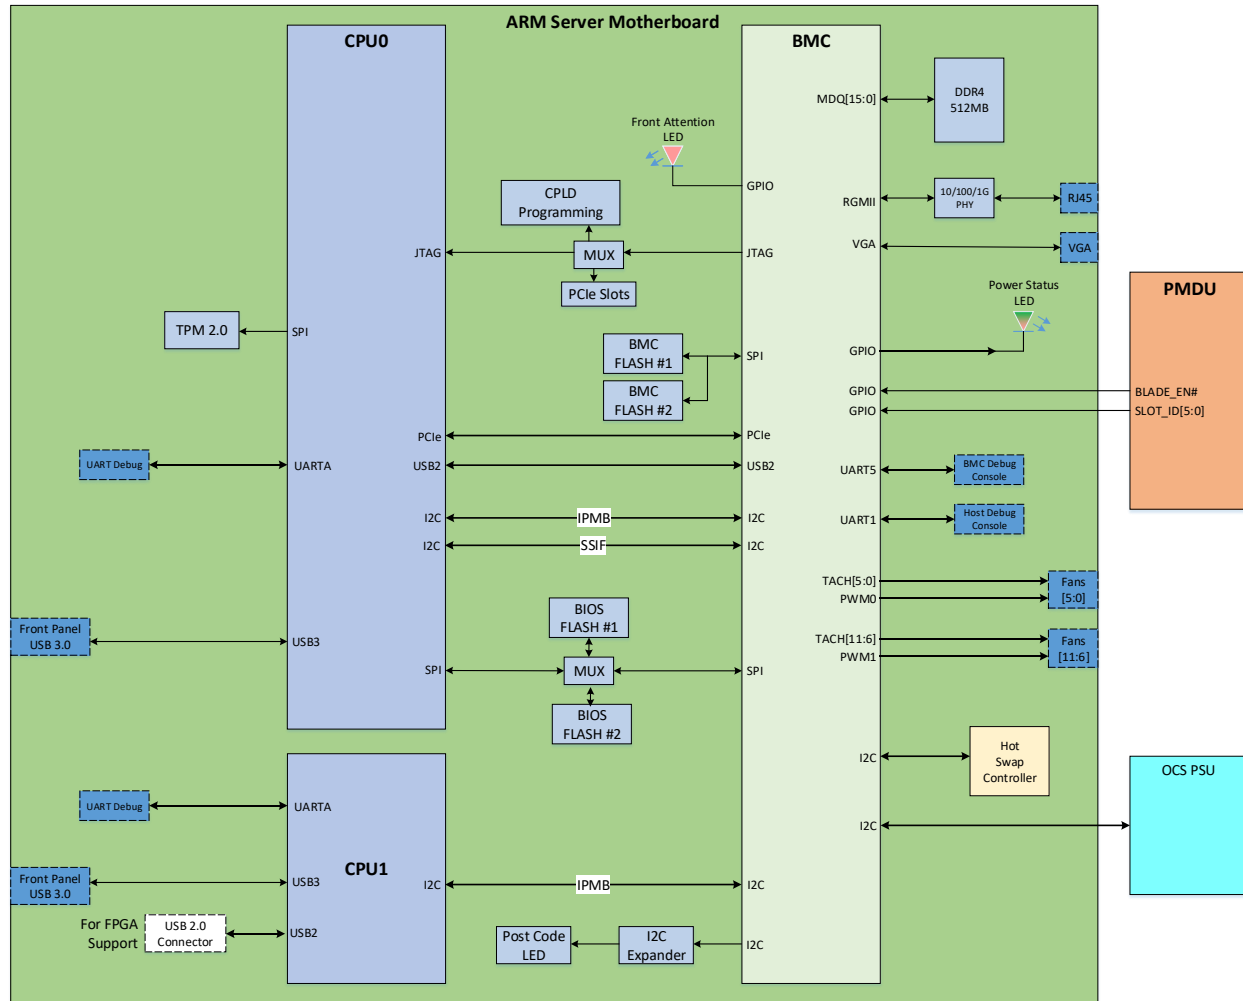 ARM Server Motherboard
CPU0
BMC
MDQ[15:0]
DDR4
512MB
Front Attention
LED
GPIO
CPLD
Programming
RGMII
10/100/1G
PHY
RJ45
JTAG
MUX
JTAG
VGA
VGA
PCIe Slots
PMDU
Power Status
LED
TPM 2.0
SPI
BMC
FLASH #1
SPI
GPIO
BMC
FLASH #2
GPIO
BLADE_EN#
GPIO
SLOT_ID[5:0]
PCIe
PCIe
UART Debug
UARTA
USB2
USB2
UART5
BMC Debug
Console
I2C
IPMB
I2C
UART1
Host Debug
Console
I2C
SSIF
I2C
TACH[5:0]
PWM0
Fans
[5:0]
BIOS
FLASH #1
Front Panel
USB 3.0
USB3
TACH[11:6]
PWM1
Fans
[11:6]
SPI
MUX
SPI
BIOS
FLASH #2
I2C
Hot
Swap
Controller
OCS PSU
UART Debug
UARTA
I2C
CPU1
Front Panel
USB 3.0
USB3
I2C
IPMB
I2C
For FPGA
Support
USB 2.0
Connector
USB2
Post Code
LED
I2C
Expander
I2C